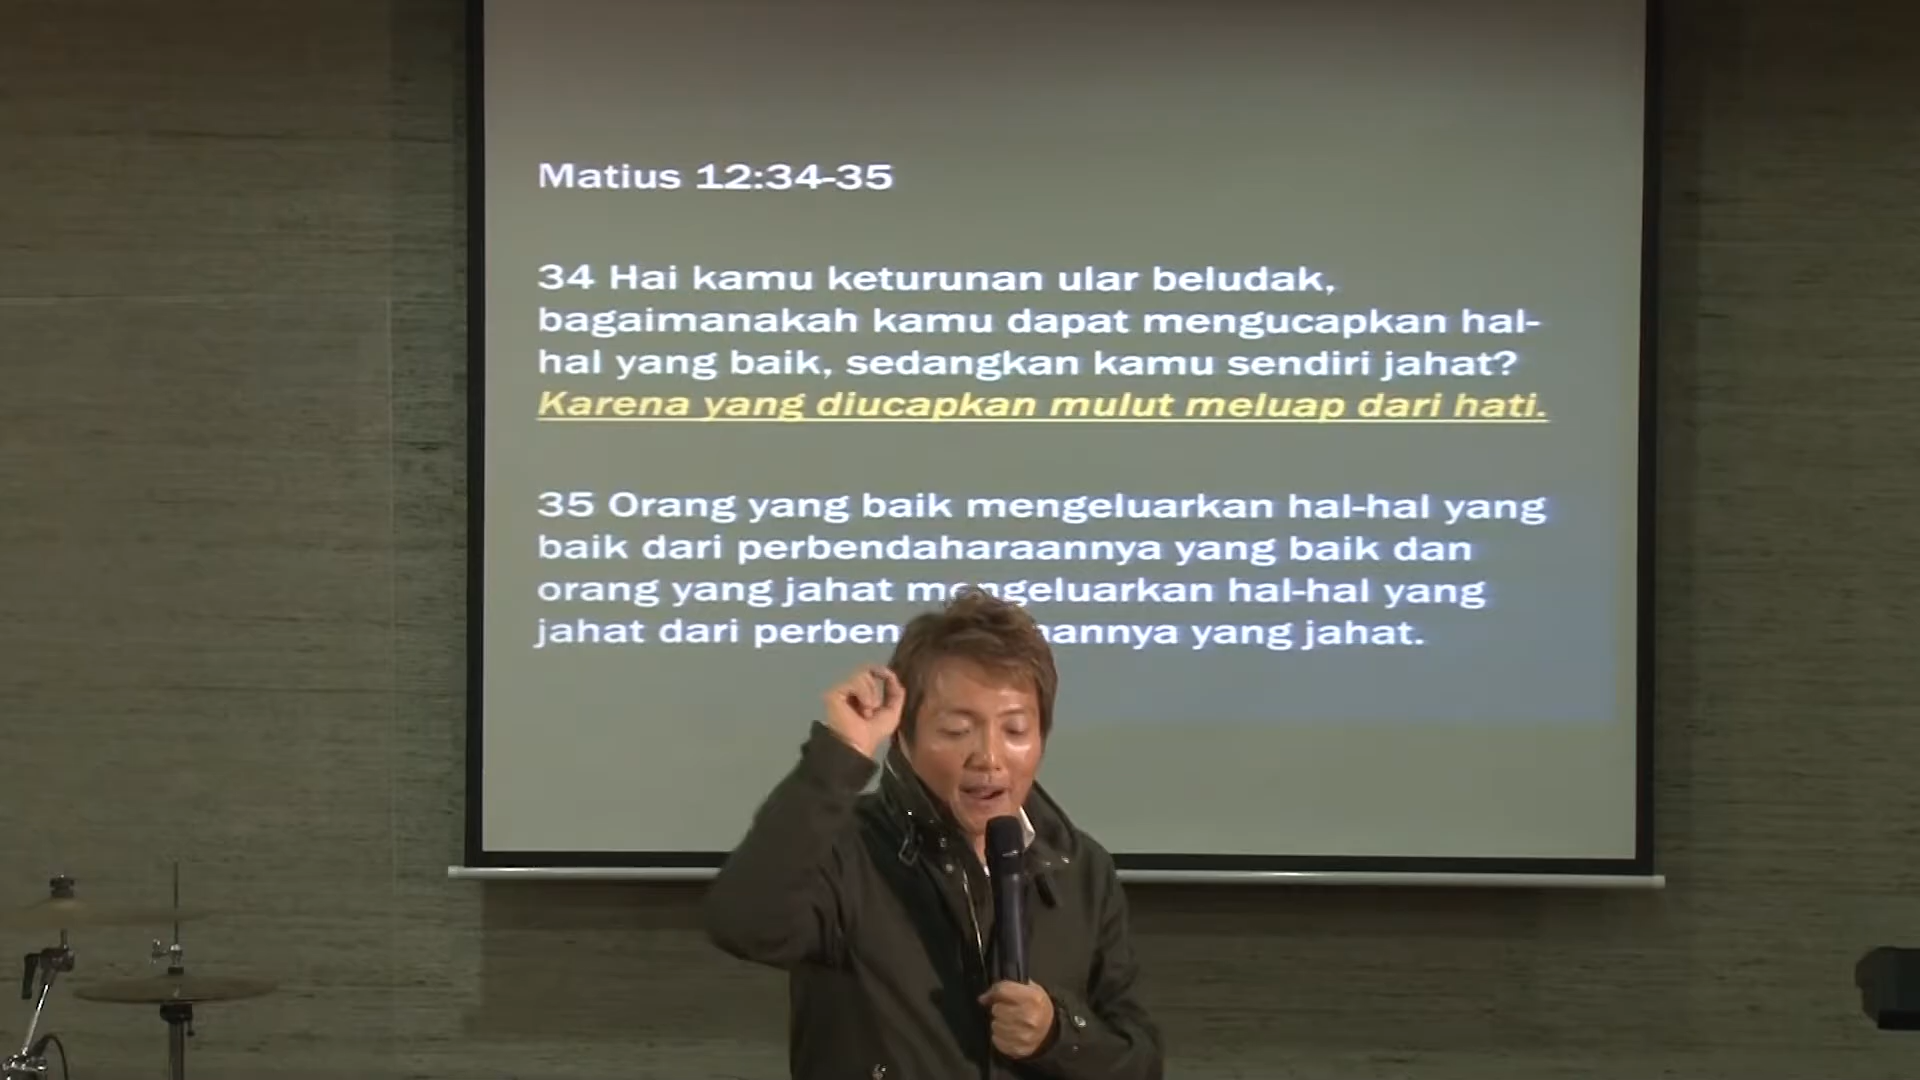 Matius 12:34-35
34 Hai kamu keturunan ular beludak,
bagaimanakah kamu dapat mengucapkan hal-
hal yang baik, sedangkan kamu sendiri jahat?
Karena yang diucapkan mulut meluap dari hati.
35 Orang yang baik mengeluarkan hal-hal yang
baik dari perbendaharaannya yang baik dan
orang yang jahat mengeluarkan hal-hal yang
jahat dari yang jahat.